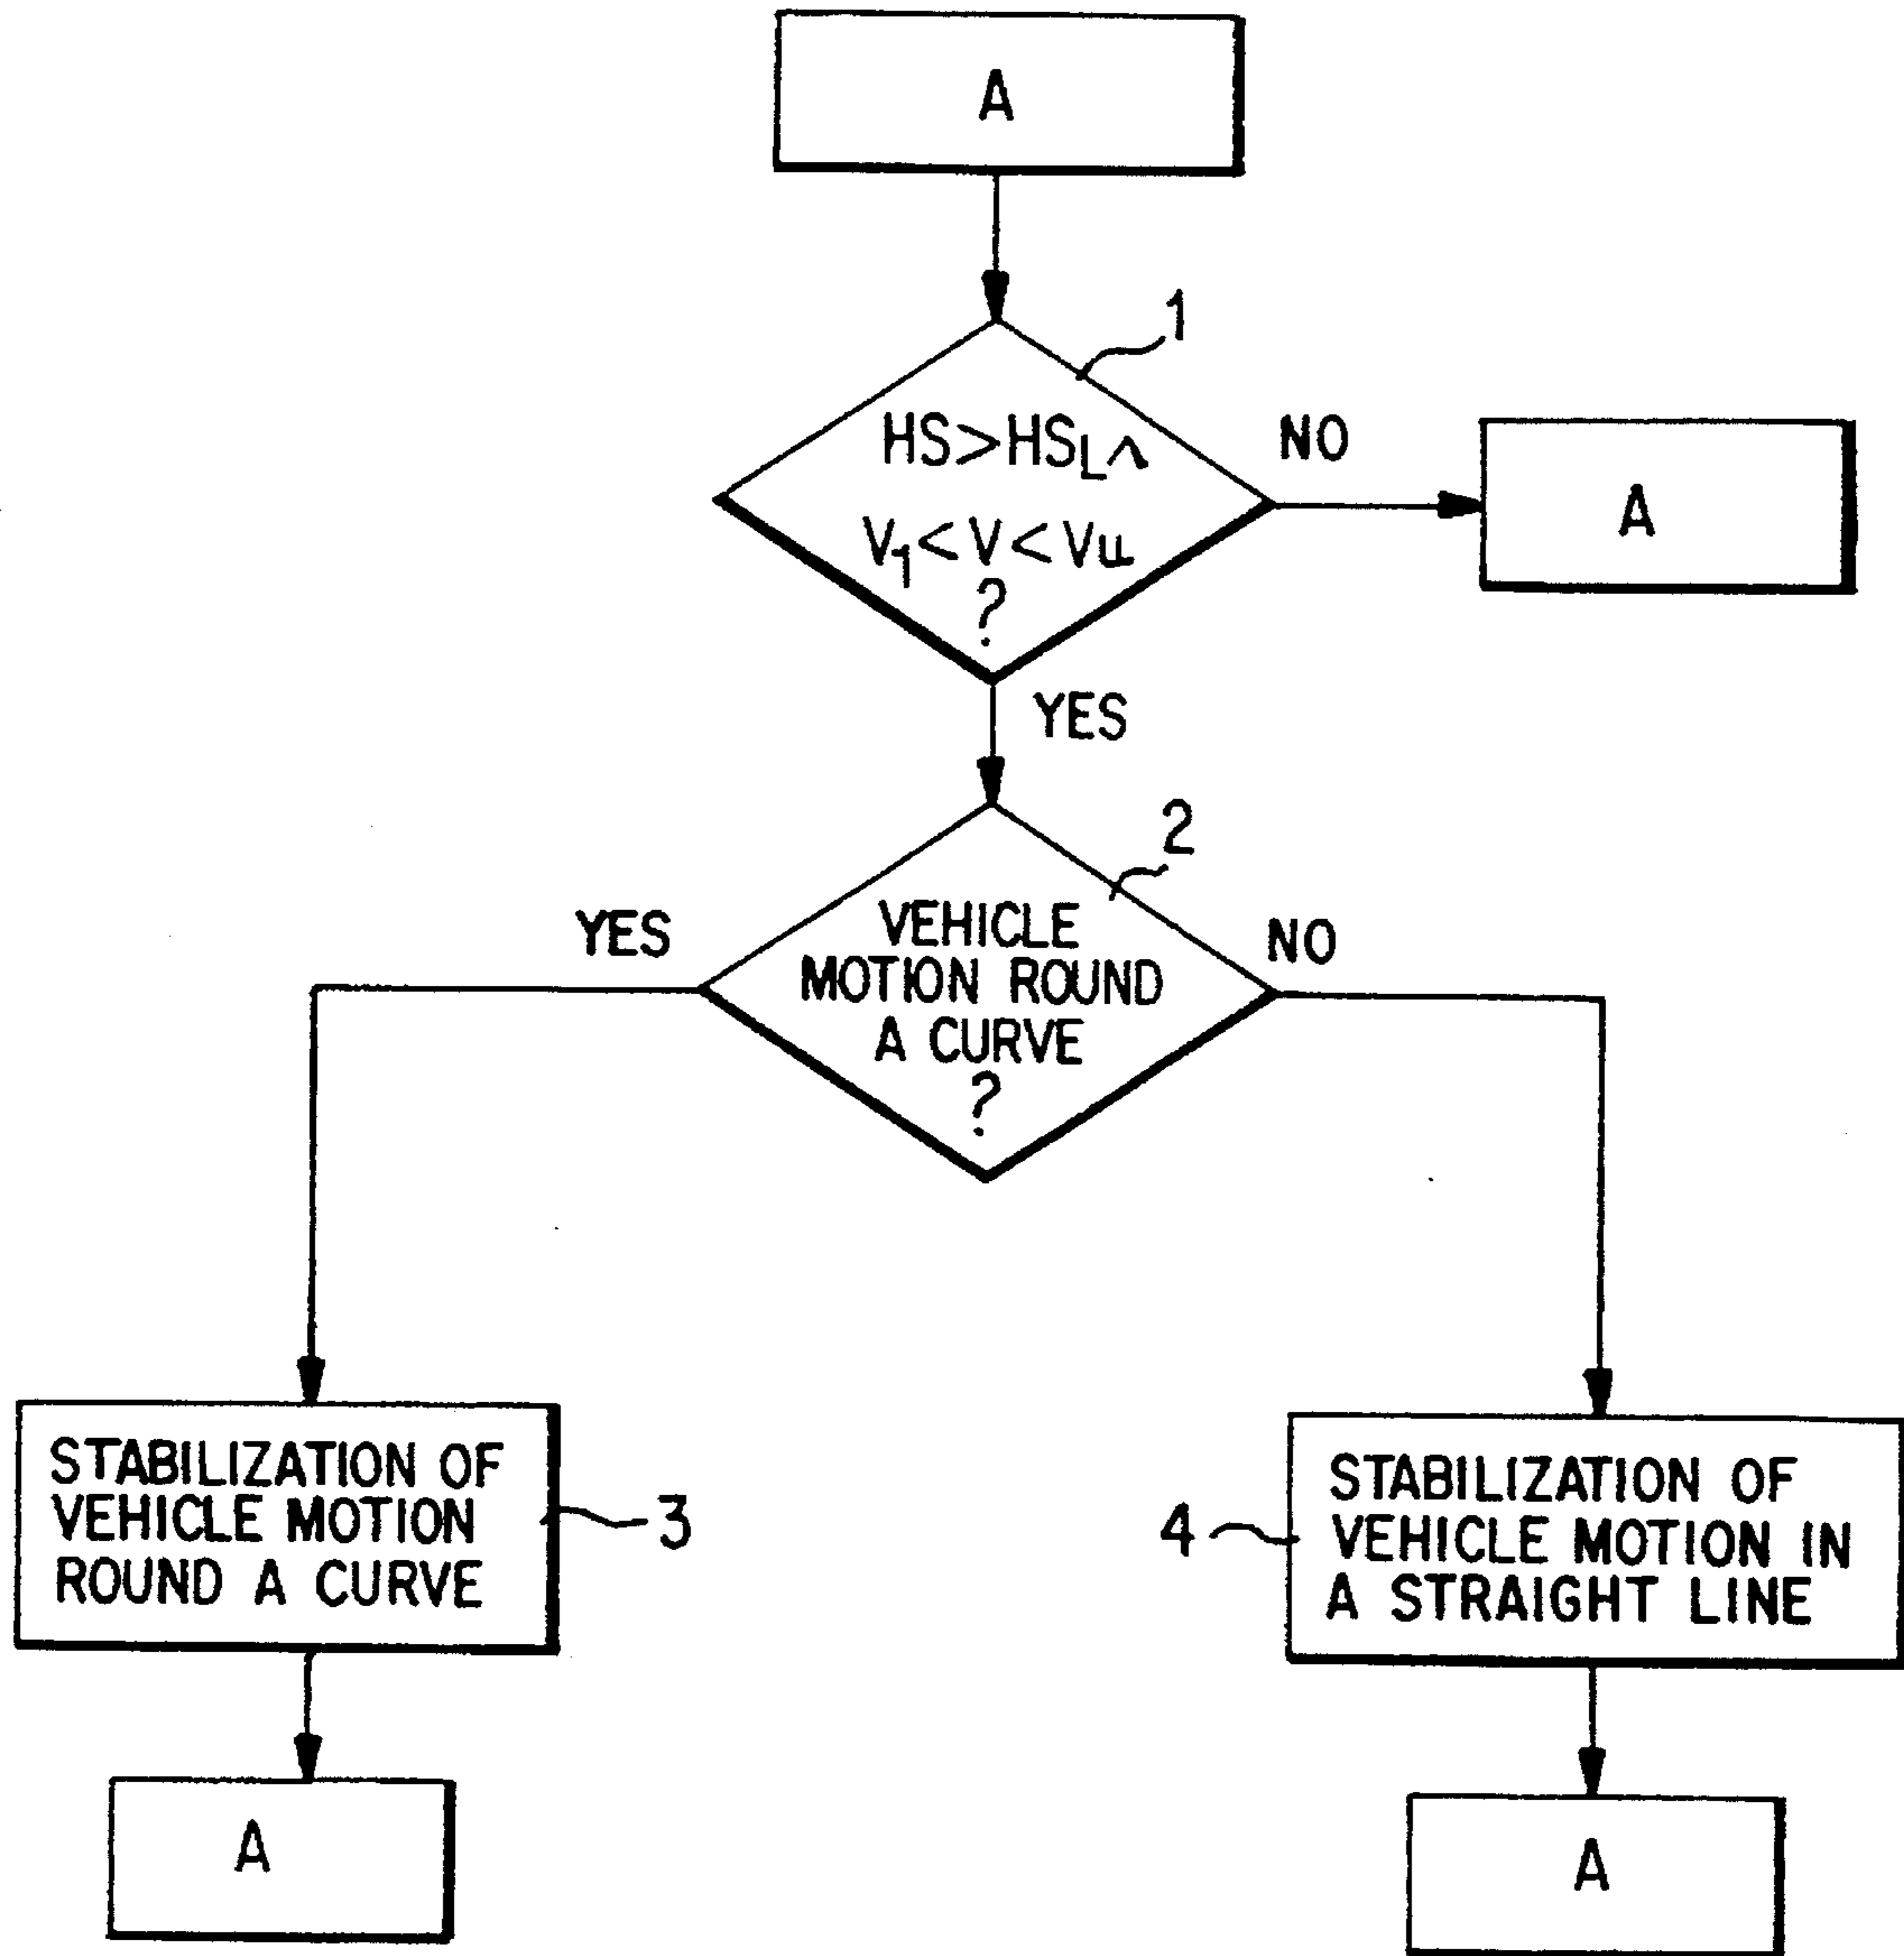 A
1
HS>HSL∧
V1<V<Vu
?
NO
A
YES
2
VEHICLE
MOTION ROUND
A CURVE
?
YES
NO
STABILIZATION OF
VEHICLE MOTION
ROUND A CURVE
3
4
STABILIZATION OF
VEHICLE MOTION IN
A STRAIGHT LINE
A
A